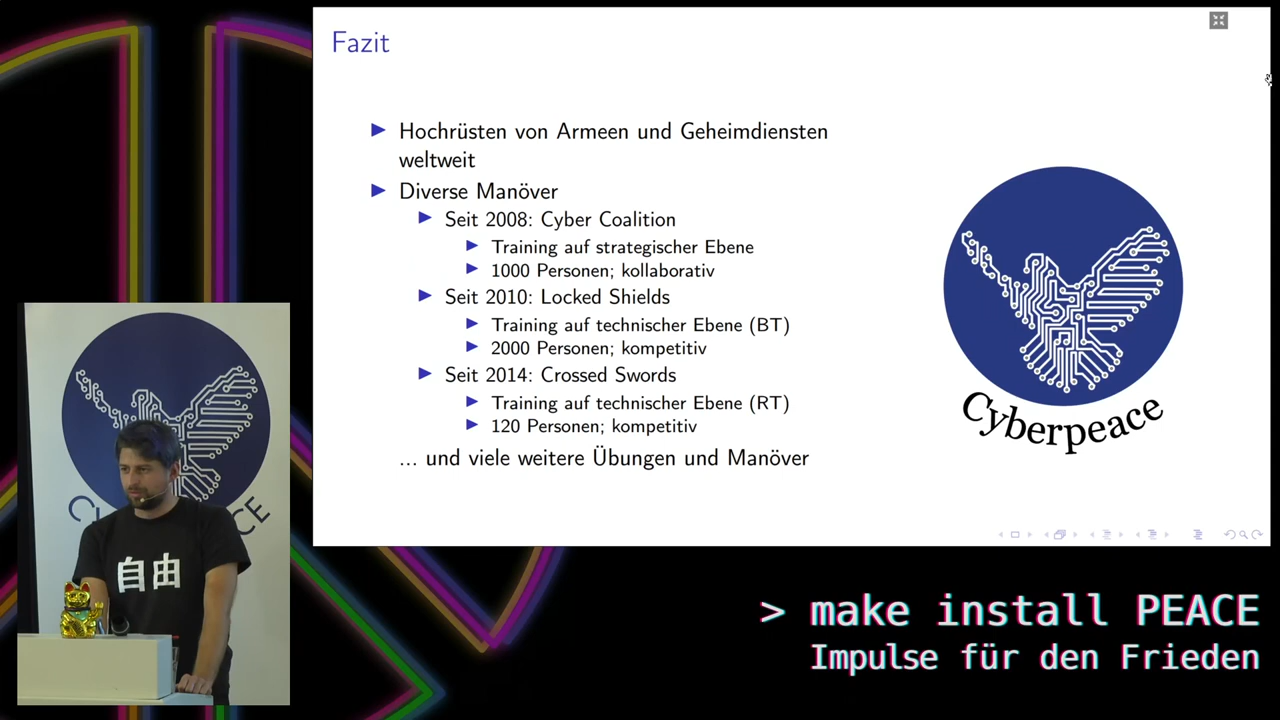 Fazit
Hochrüsten von Armeen und Geheimdiensten
weltweit
Diverse Manöver
Seit 2008: Cyber Coalition
Training auf strategischer Ebene
1000 Personen; kollaborativ
Seit 2010: Locked Shields
Training auf technischer Ebene (BT)
2000 Personen; kompetitiv
Seit 2014: Crossed Swords
Training auf technischer Ebene (RT)
120 Personen; kompetitiv
... und viele weitere Übungen und Manöver
Cyberpeace
自由
> make install PEACE
Impulse für den Frieden